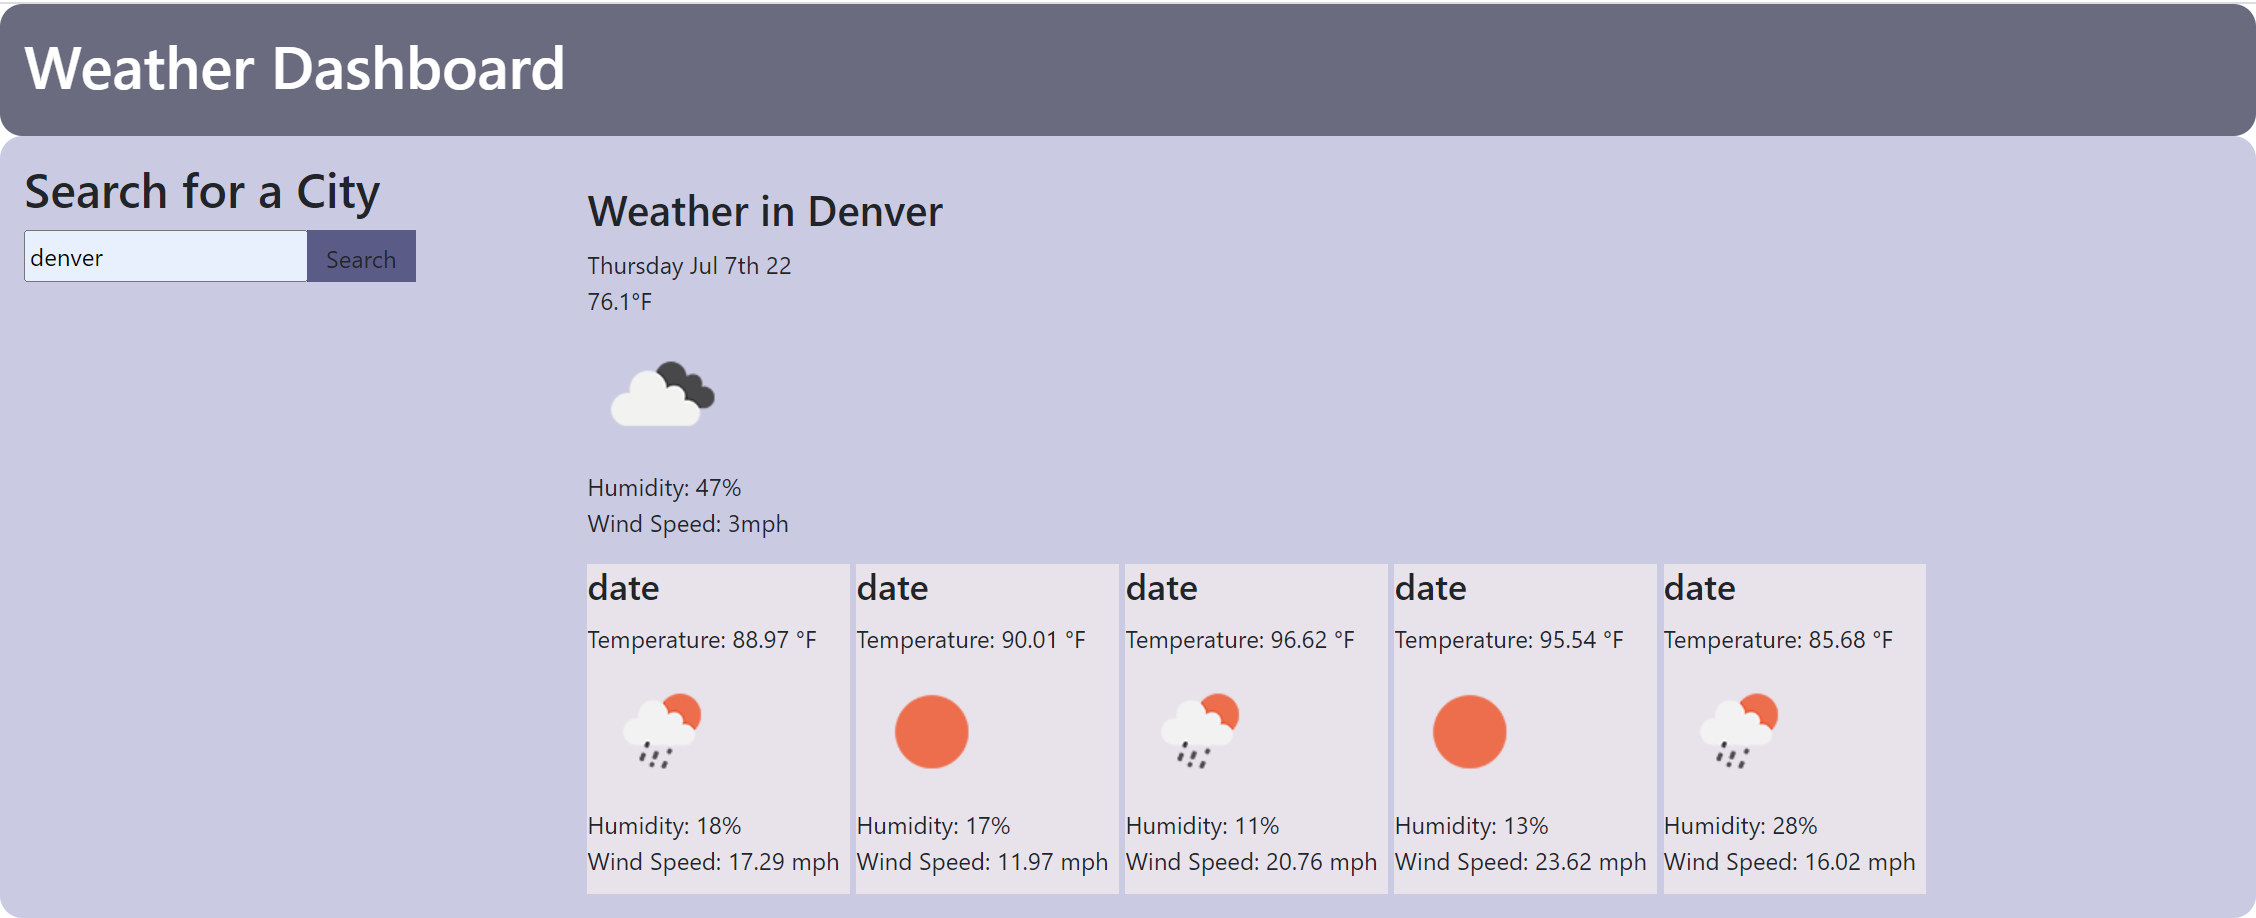 Weather Dashboard
Search for a City
denver
Search
Weather in Denver
Thursday Jul 7th 22
76.1°F
Humidity: 47%
Wind Speed: 3mph
date
Temperature: 88.97 °F
Humidity: 18%
Wind Speed: 17.29 mph
date
Temperature: 90.01 °F
Humidity: 17%
Wind Speed: 11.97 mph
date
Temperature: 96.62 °F
Humidity: 11%
Wind Speed: 20.76 mph
date
Temperature: 95.54 °F
Humidity: 13%
Wind Speed: 23.62 mph
date
Temperature: 85.68 °F
Humidity: 28%
Wind Speed: 16.02 mph